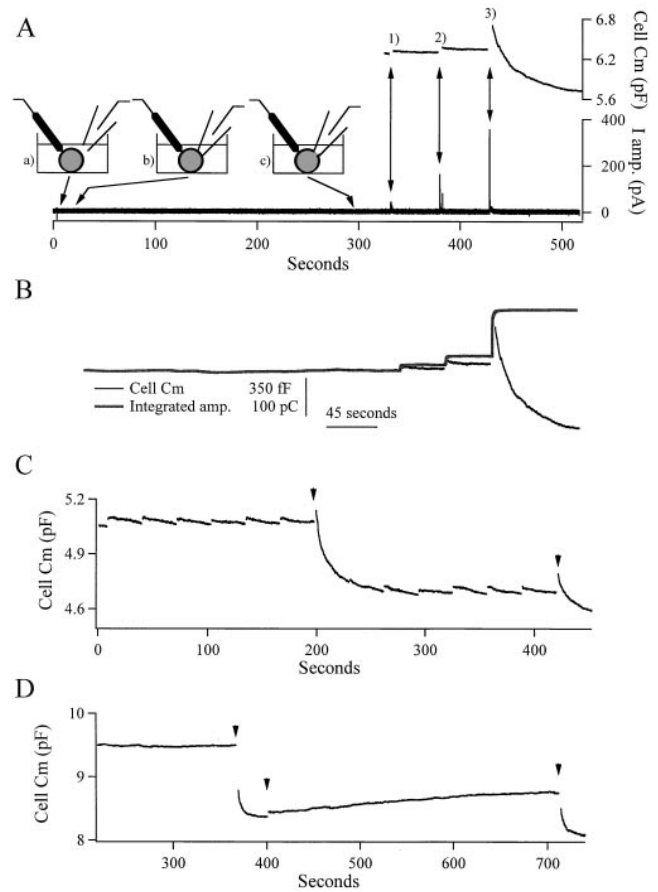 A
1)
2)
3)
6.8
6.2
5.6
Cell Cm (pF)
400
200
0
I amp. (pA)
a)
b)
c)
0
100
200
300
400
500
Seconds
B
Cell Cm 350 fF
Integrated amp. 100 pC
45 seconds
C
5.2
4.9
4.6
Cell Cm (pF)
0
100
200
300
400
Seconds
D
10
9
8
Cell Cm (pF)
300
400
500
600
700
Seconds